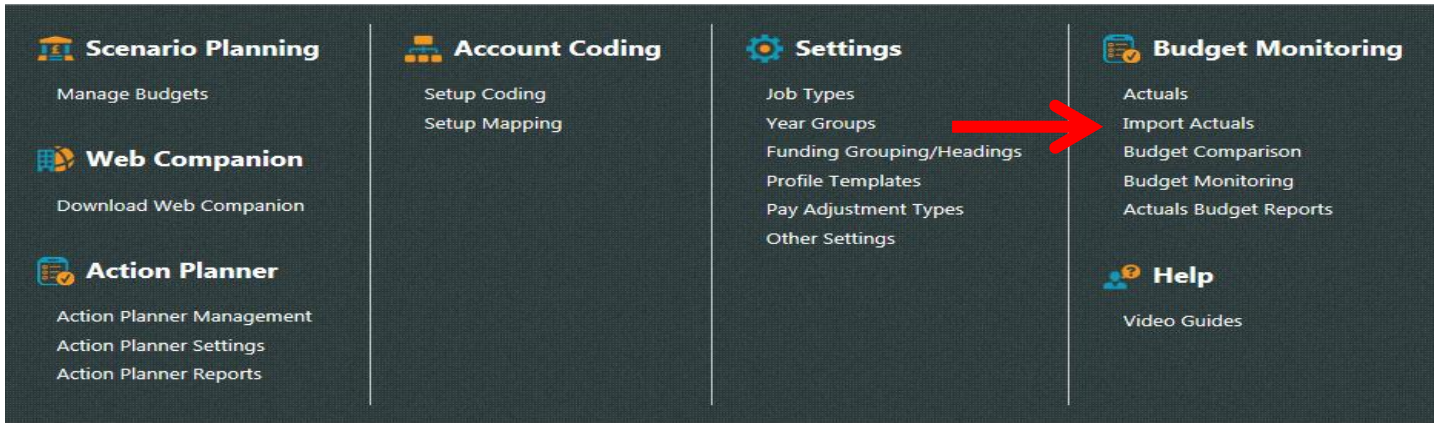 Scenario Planning
Manage Budgets
Web Companion
Download Web Companion
Action Planner
Action Planner Management
Action Planner Settings
Action Planner Reports
Account Coding
Setup Coding
Setup Mapping
Settings
Job Types
Year Groups
Funding Grouping/Headings
Profile Templates
Pay Adjustment Types
Other Settings
Budget Monitoring
Actuals
Import Actuals
Budget Comparison
Budget Monitoring
Actuals Budget Reports
Help
Video Guides